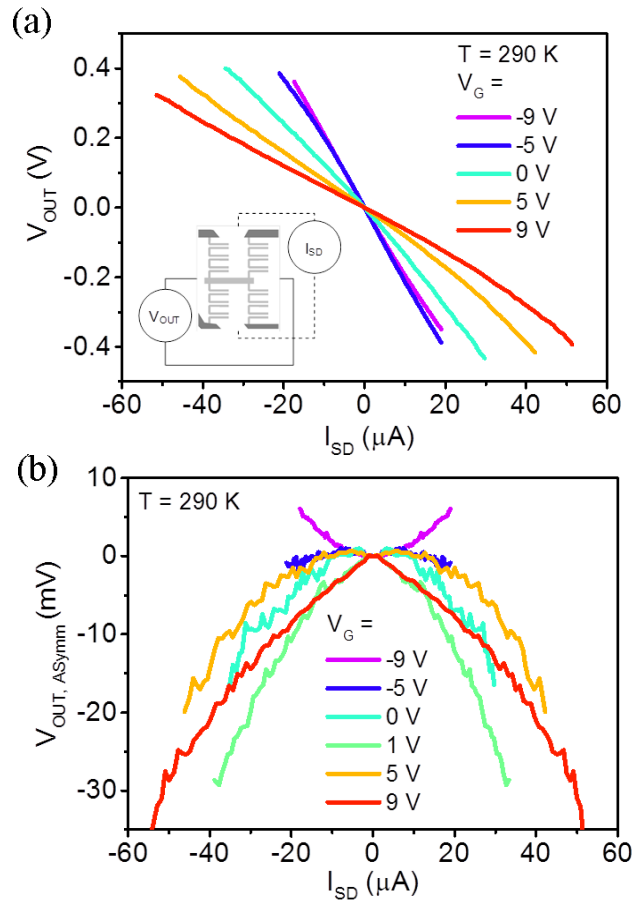 (a)
T = 290 K
V_G =
-9 V
-5 V
0 V
5 V
9 V
0.4
0.2
0.0
-0.2
-0.4
V_OUT (V)
I_SD
V_OUT
-60 -40 -20 0 20 40 60
I_SD (μA)
(b)
T = 290 K
10
0
-10
-20
-30
V_OUT, ASymm (mV)
V_G =
-9 V
-5 V
0 V
1 V
5 V
9 V
-60 -40 -20 0 20 40 60
I_SD (μA)